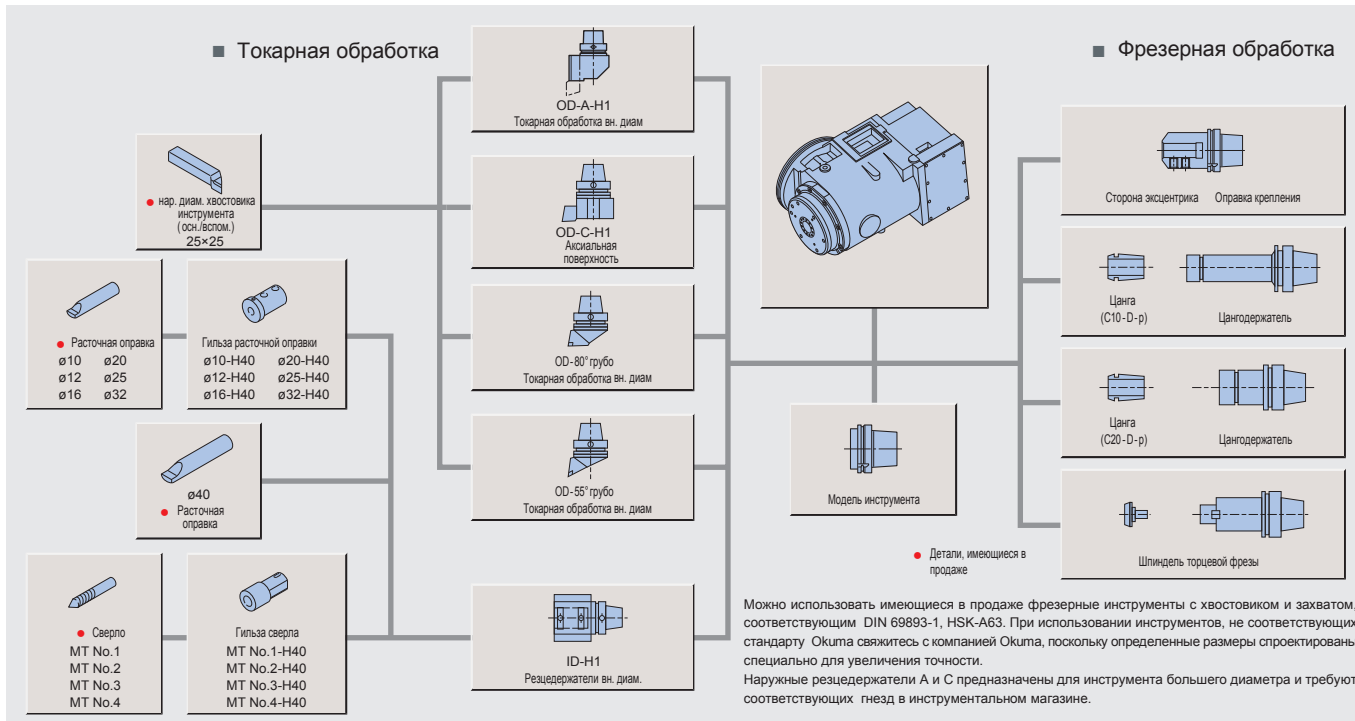 ■ Токарная обработка
■ Фрезерная обработка
OD-A-H1
Токарная обработка вн. диам
● нар. диам. хвостовика
инструмента
( осн./вспом.)
25×25
OD-C-H1
Аксиальная
поверхность
Сторона эксцентрика Оправка крепления
● Расточная оправка
ø10 ø20
ø12 ø25
ø16 ø32
Гильза расточной оправки
ø10-H40 ø20-H40
ø12-H40 ø25-H40
ø16-H40 ø32-H40
OD-80° грубо
Токарная обработка вн. диам
Цанга
(C10-D-p)
Цангодержатель
ø40
● Расточная
оправка
OD-55° грубо
Токарная обработка вн. диам
Модель инструмента
Цанга
(C20-D-p)
Цангодержатель
● Сверло
MT No.1
MT No.2
MT No.3
MT No.4
Гильза сверла
MT No.1-H40
MT No.2-H40
MT No.3-H40
MT No.4-H40
ID-H1
Резцедержатели вн. диам.
● Детали, имеющиеся в
продаже
Шпиндель торцевой фрезы
Можно использовать имеющиеся в продаже фрезерные инструменты с хвостовиком и захватом,
соответствующим DIN 69893-1, HSK-A63. При использовании инструментов, не соответствующих
стандарту Okuma свяжитесь с компанией Okuma, поскольку определенные размеры спроектированы
специально для увеличения точности.
Наружные резцедержатели А и С предназначены для инструмента большего диаметра и требуют
соответствующих гнезд в инструментальном магазине.